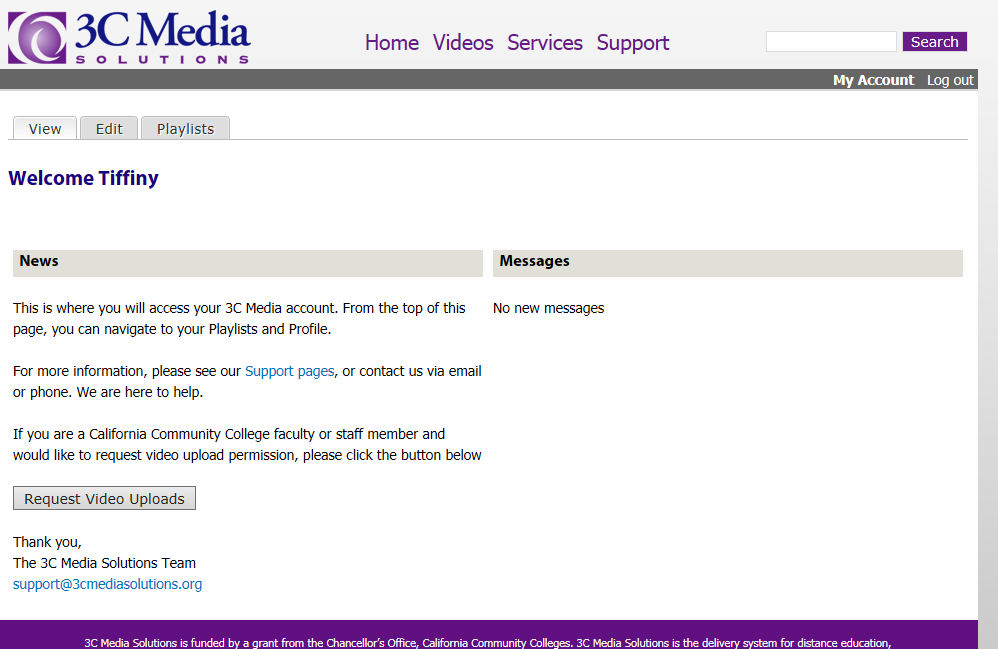 3C Media
SOLUTIONS
Home Videos Services Support
Search
My Account Log out
View Edit Playlists
Welcome Tiffiny
News
This is where you will access your 3C Media account. From the top of this
page, you can navigate to your Playlists and Profile.
For more information, please see our Support pages, or contact us via email
or phone. We are here to help.
If you are a California Community College faculty or staff member and
would like to request video upload permission, please click the button below
Request Video Uploads
Thank you,
The 3C Media Solutions Team
support@3cmediasolutions.org
Messages
No new messages
3C Media Solutions is funded by a grant from the Chancellor's Office, California Community Colleges. 3C Media Solutions is the delivery system for distance education,